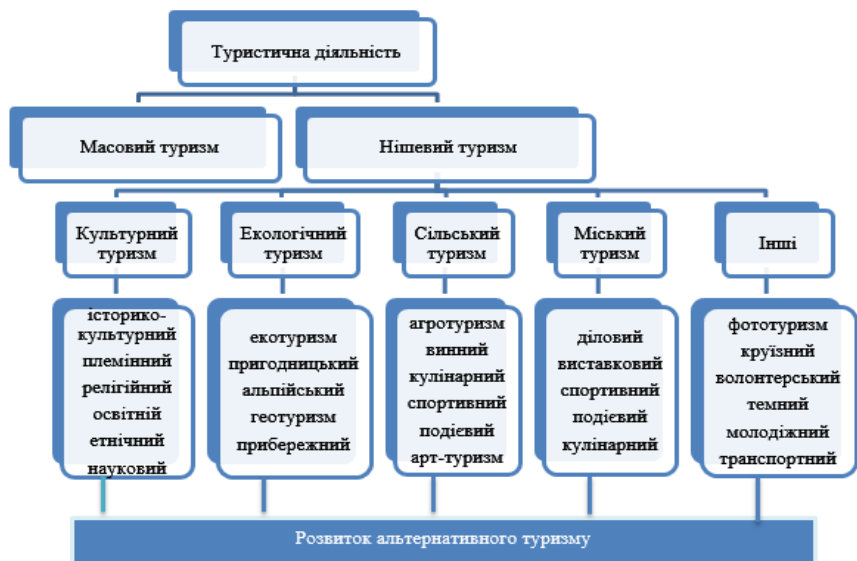 Туристична діяльність
Масовий туризм
Нішевий туризм
Культурний
туризм
Екологічний
туризм
Сільський
туризм
Міський
туризм
Інші
історико-
культурний
племінний
релігійний
освітній
етнічний
науковий
екотуризм
пригодницький
альпійський
геотуризм
прибережний
агротуризм
винний
кулінарний
спортивний
подієвий
арт-туризм
діловий
виставковий
спортивний
подієвий
кулінарний
фототуризм
круїзний
волонтерський
темний
молодіжний
транспортний
Розвиток альтернативного туризму